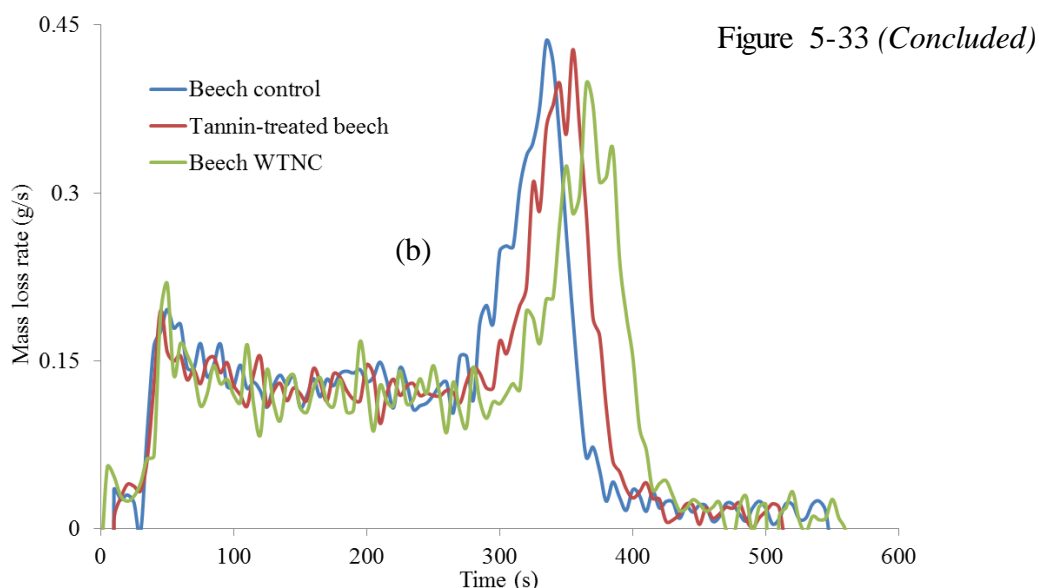 Figure 5-33 (Concluded)
0.45
Beech control
Tannin-treated beech
Beech WTNC
0.3
(b)
Mass loss rate (g/s)
0.15
0
0 100 200 300 400 500 600
Time (s)